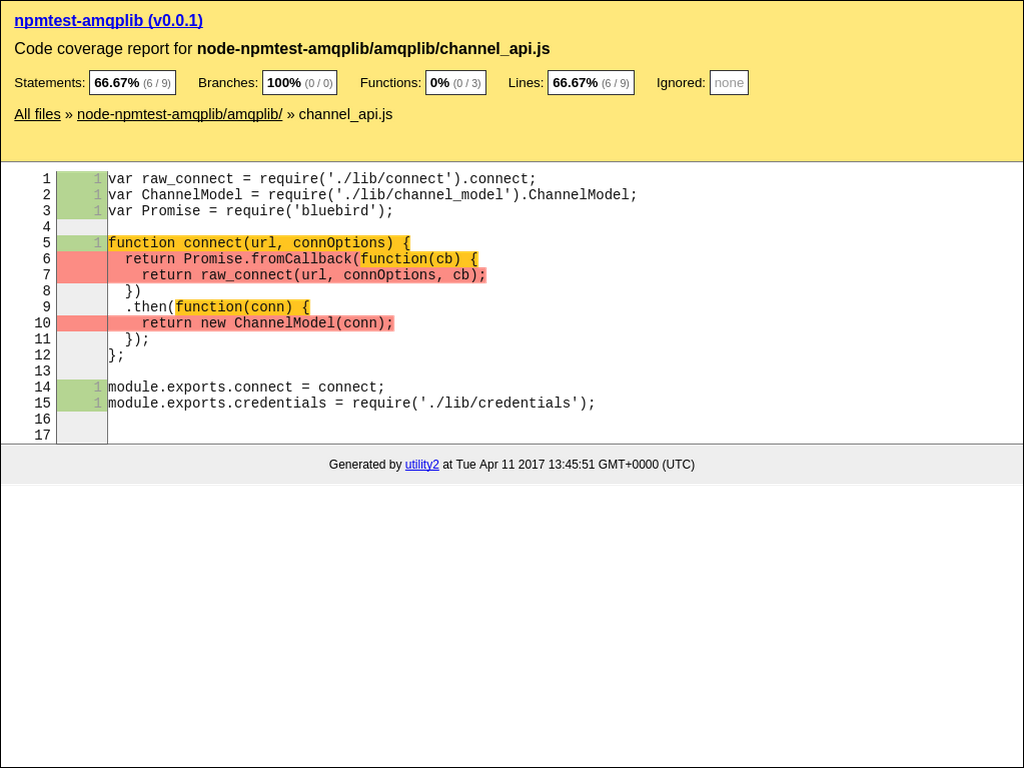 npmtest-amqplib (v0.0.1)
Code coverage report for node-npmtest-amqplib/amqplib/channel_api.js
Statements: 66.67% (6 / 9) Branches: 100% (0 / 0) Functions: 0% (0 / 3) Lines: 66.67% (6 / 9) Ignored: none
All files » node-npmtest-amqplib/amqplib/ » channel_api.js
1 1 var raw_connect = require('./lib/connect').connect;
2 1 var ChannelModel = require('./lib/channel_model').ChannelModel;
3 1 var Promise = require('bluebird');
4
5 1 function connect(url, connOptions) {
6   return Promise.fromCallback(function(cb) {
7     return raw_connect(url, connOptions, cb);
8   })
9   .then(function(conn) {
10     return new ChannelModel(conn);
11   });
12 };
13
14 1 module.exports.connect = connect;
15 1 module.exports.credentials = require('./lib/credentials');
16
17
Generated by utility2 at Tue Apr 11 2017 13:45:51 GMT+0000 (UTC)